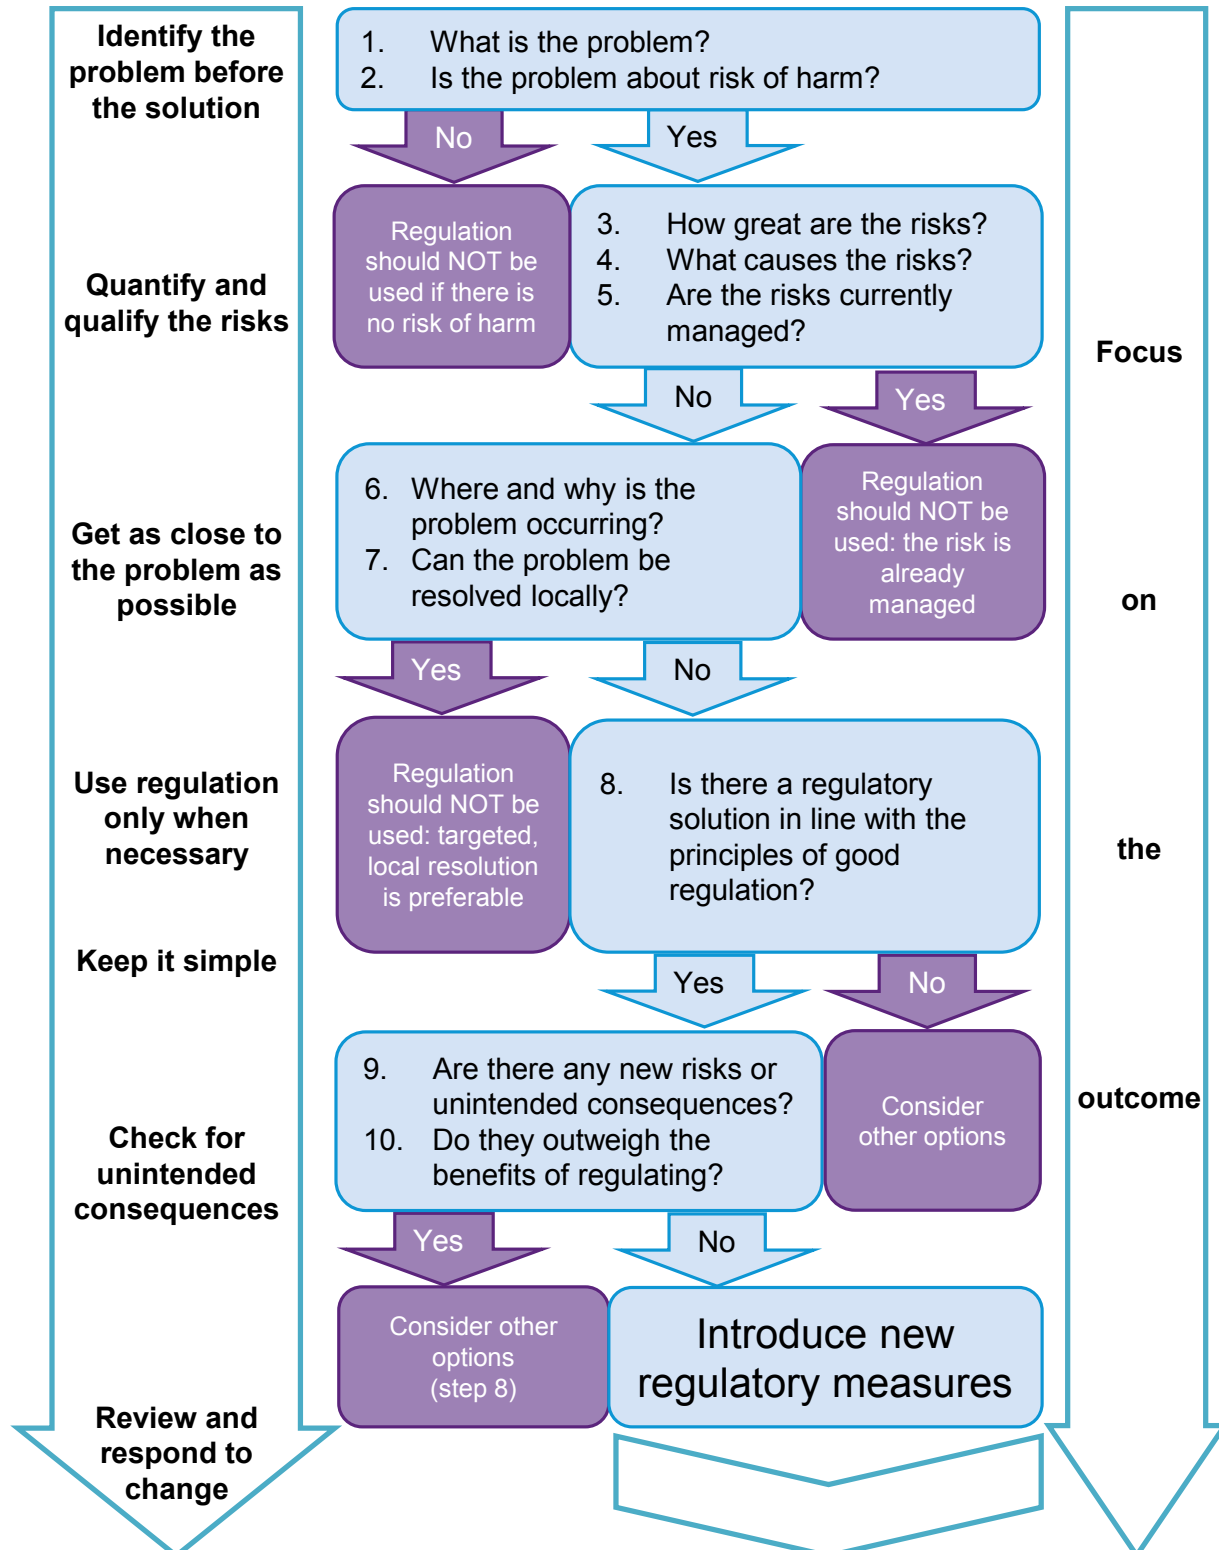 Identify the
problem before
the solution
1. What is the problem?
2. Is the problem about risk of harm?
No
Yes
Quantify and
qualify the risks
Regulation
should NOT be
used if there is
no risk of harm
3. How great are the risks?
4. What causes the risks?
5. Are the risks currently
managed?
Focus
No
Yes
Get as close to
the problem as
possible
6. Where and why is the
problem occurring?
7. Can the problem be
resolved locally?
Regulation
should NOT be
used: the risk is
already
managed
on
Yes
No
Use regulation
only when
necessary
Regulation
should NOT be
used: targeted,
local resolution
is preferable
8. Is there a regulatory
solution in line with the
principles of good
regulation?
the
Keep it simple
Yes
No
Check for
unintended
consequences
9. Are there any new risks or
unintended consequences?
10. Do they outweigh the
benefits of regulating?
Consider
other options
outcome
Yes
No
Consider other
options
(step 8)
Introduce new
regulatory measures
Review and
respond to
change